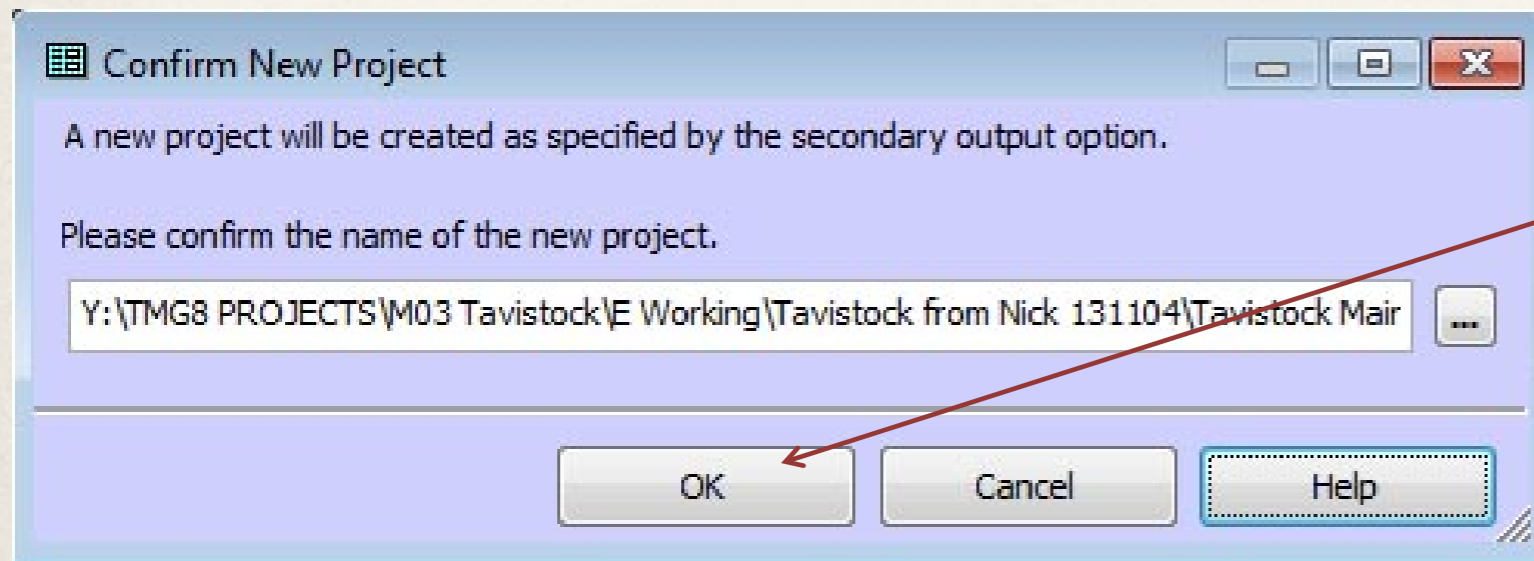 Confirm New Project
A new project will be created as specified by the secondary output option.
Please confirm the name of the new project.
Y:\TMG8 PROJECTS\M03 Tavistock\E Working\Tavistock from Nick 131104\Tavistock Mair
...
OK Cancel Help